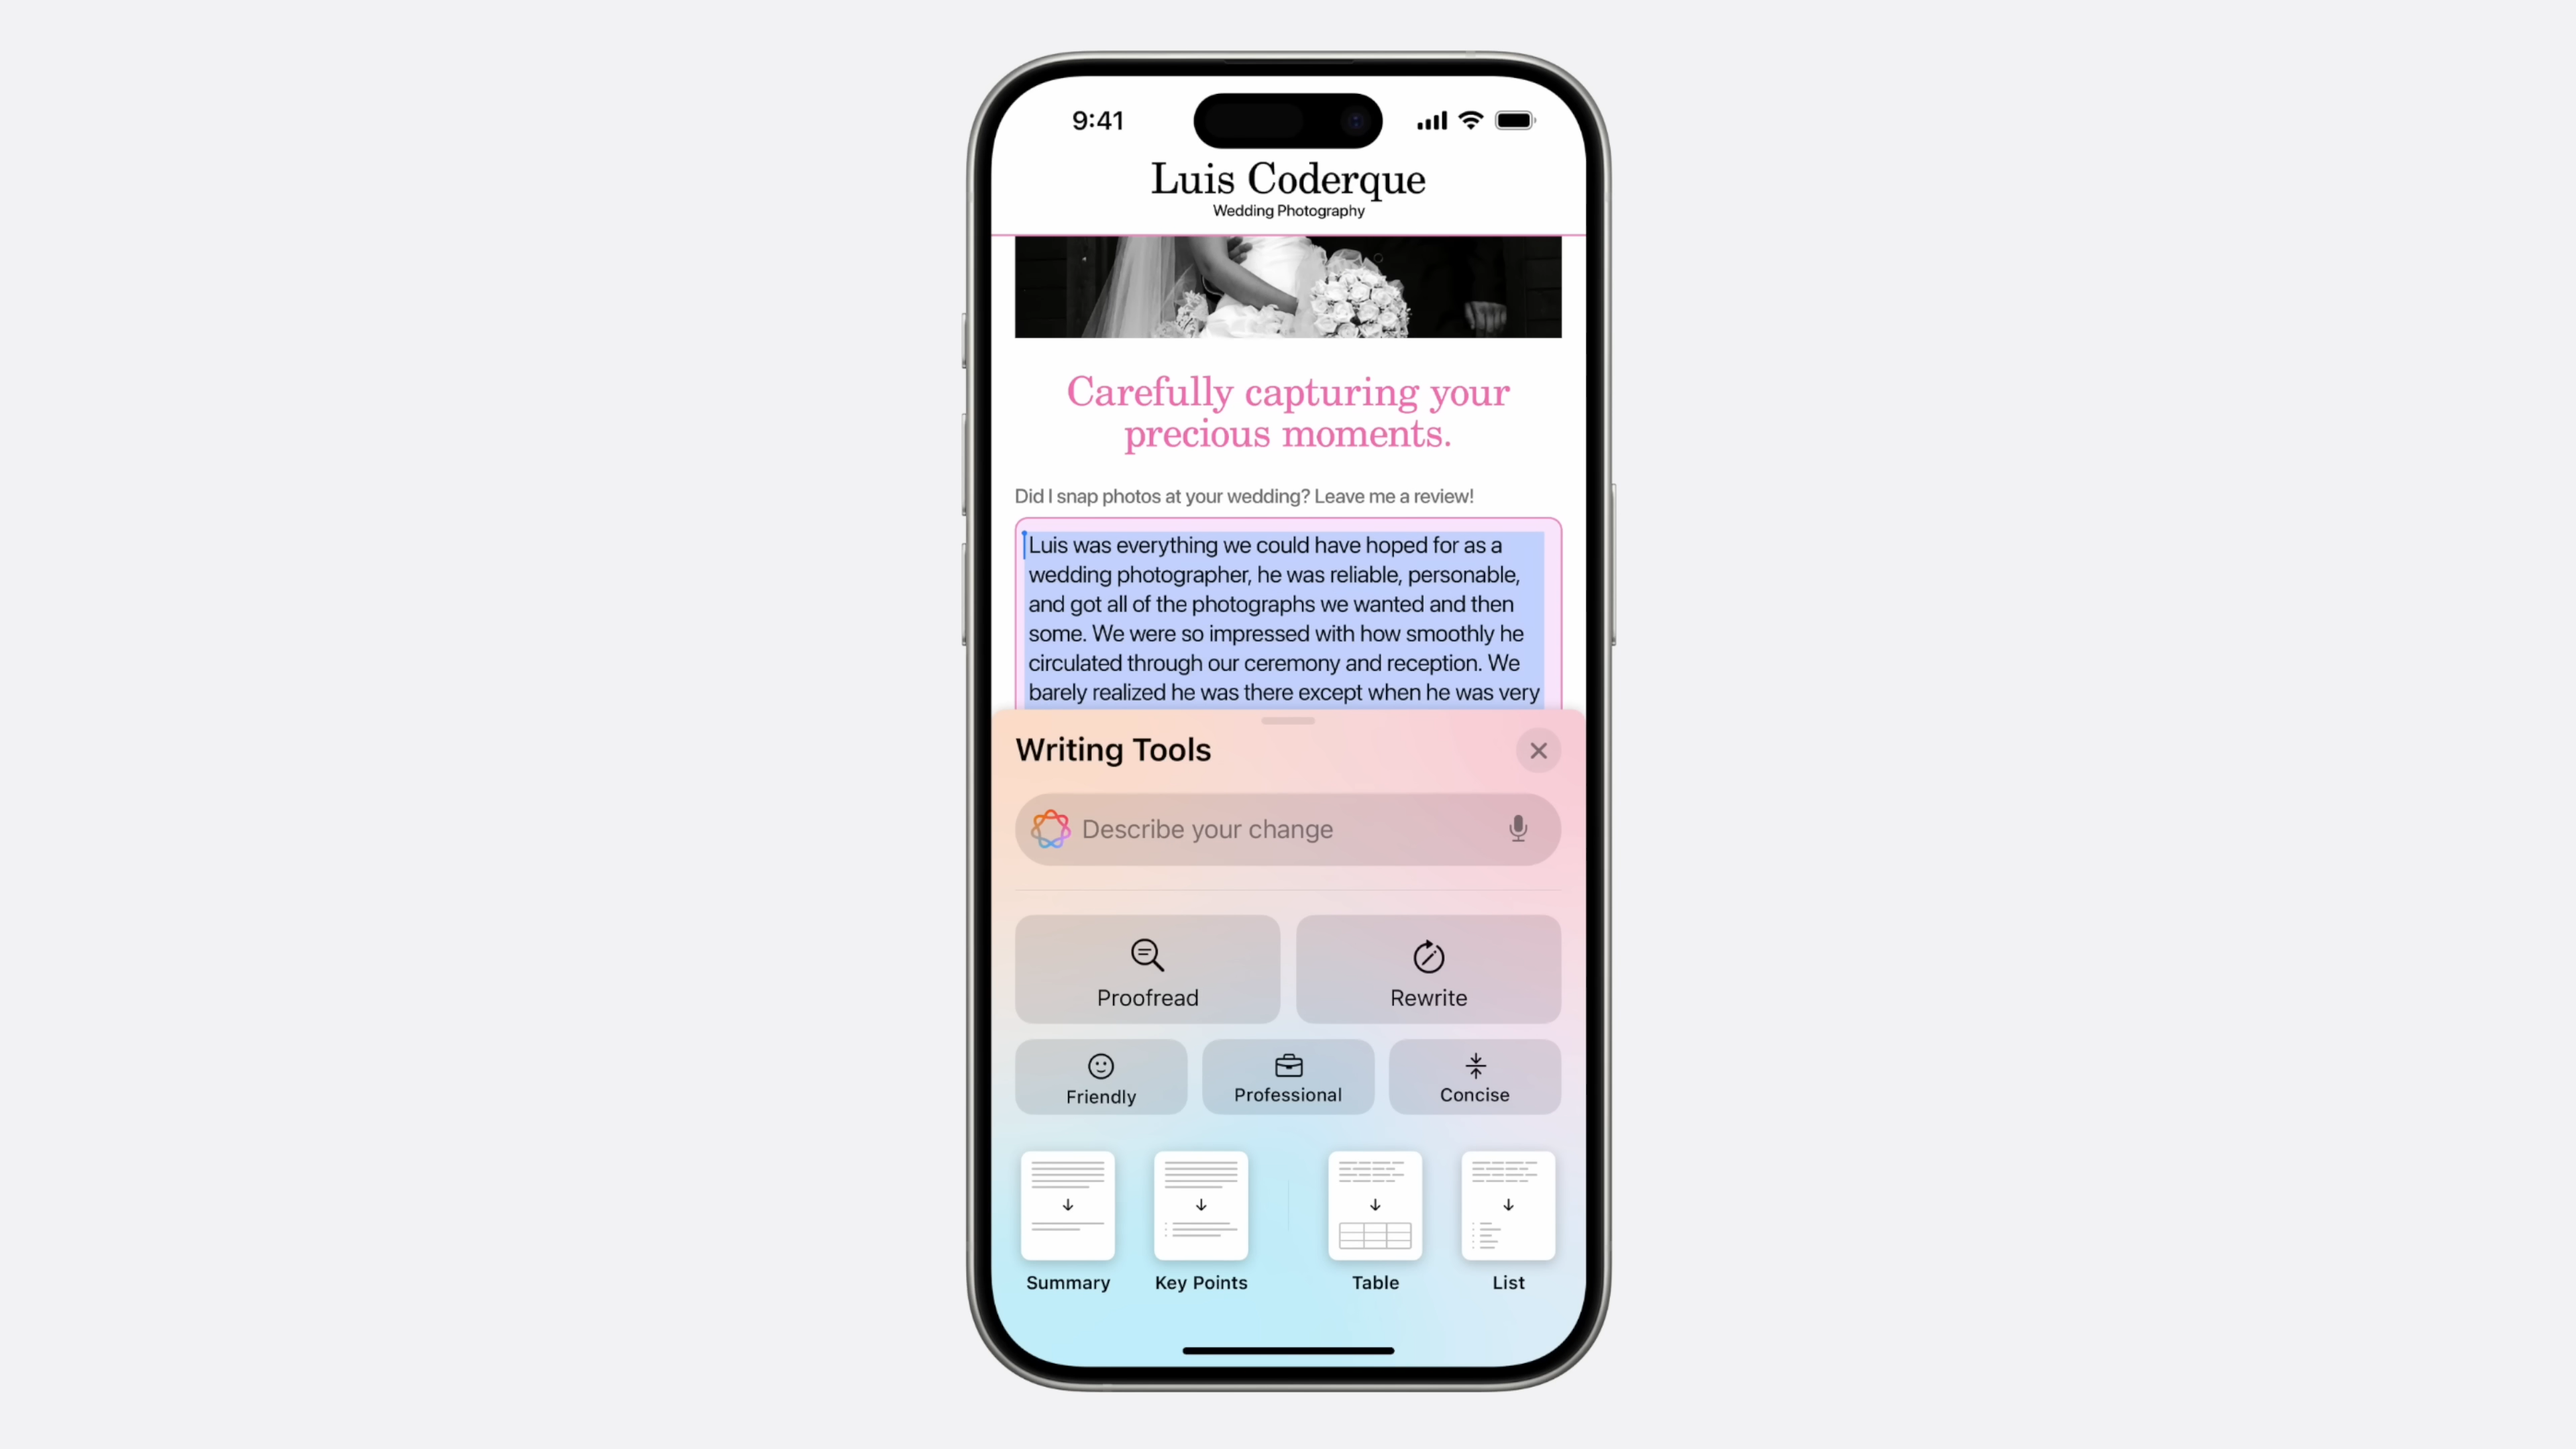 9:41
Luis Coderque
Wedding Photography
Carefully capturing your
precious moments.
Did I snap photos at your wedding? Leave me a review!
Luis was everything we could have hoped for as a
wedding photographer, he was reliable, personable,
and got all of the photographs we wanted and then
some. We were so impressed with how smoothly he
circulated through our ceremony and reception. We
barely realized he was there except when he was very
Writing Tools
Describe your change
Proofread
Rewrite
Friendly
Professional
Concise
Summary
Key Points
Table
List